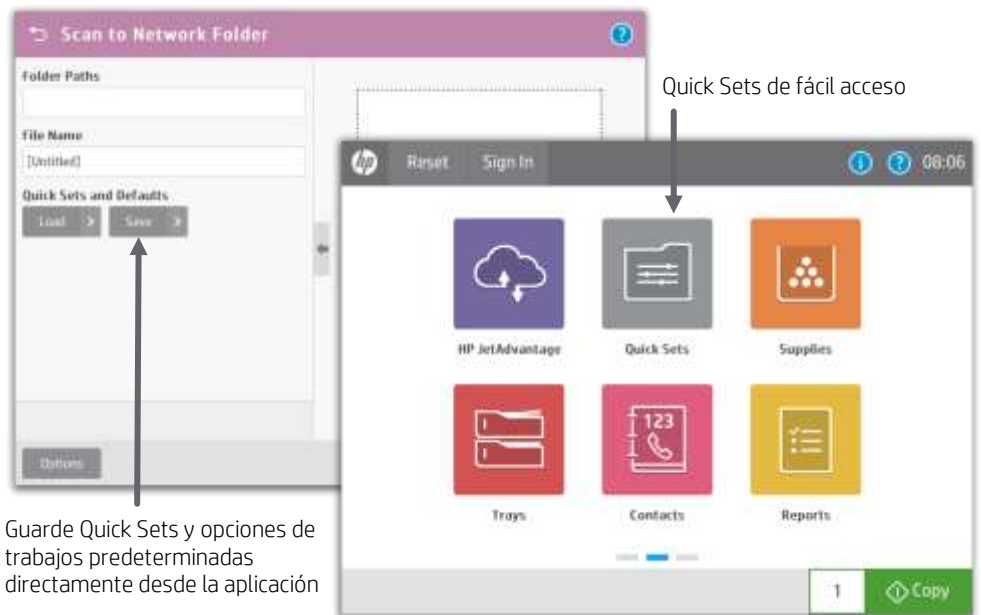 Scan to Network Folder
?
Folder Paths
File Name
[Untitled]
Quick Sets and Defaults
Load
Save
Options
Guarde Quick Sets y opciones de
trabajos predeterminadas
directamente desde la aplicación
Quick Sets de fácil acceso
hp
Reset
Sign In
i
?
08:06
HP JetAdvantage
Quick Sets
Supplies
123
Trays
Contacts
Reports
1
Copy